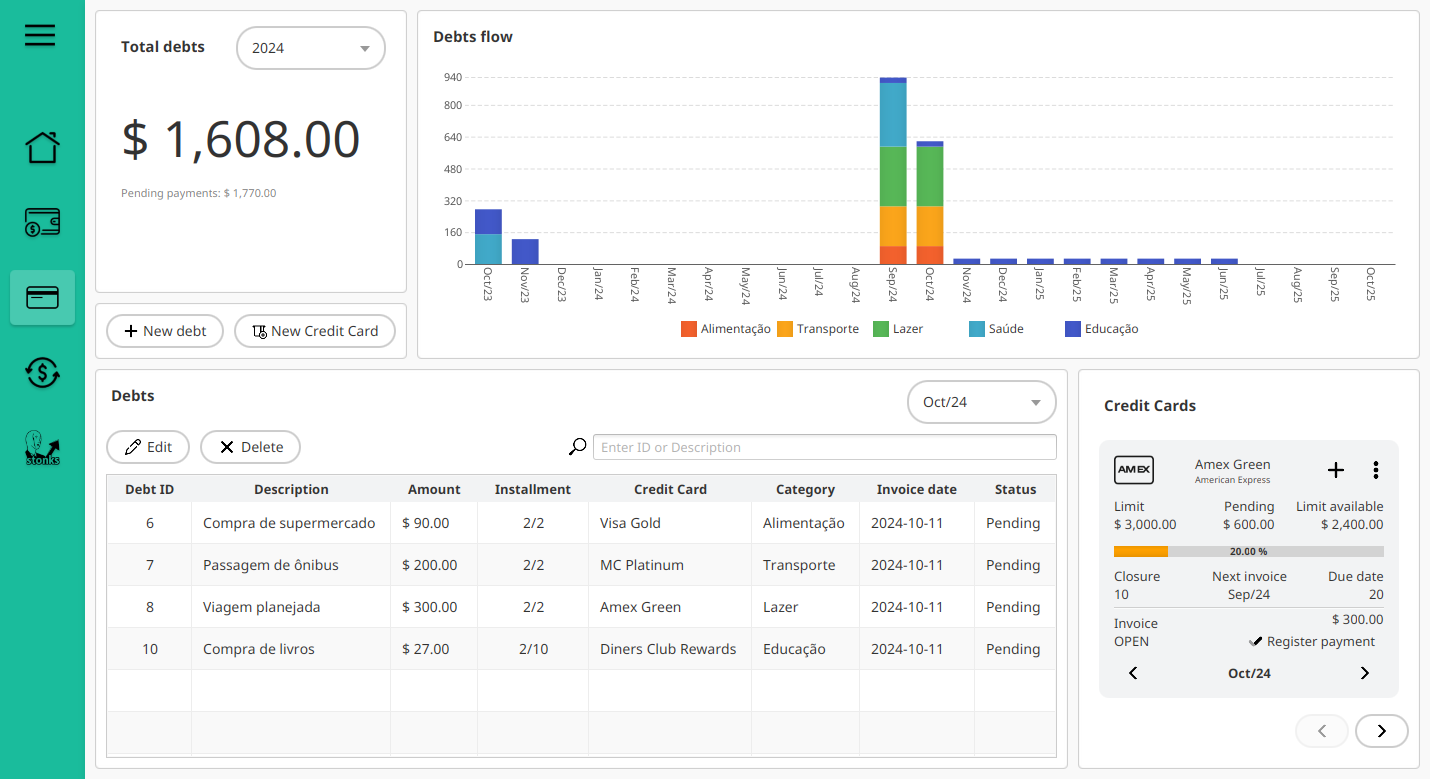 Total debts
2024
$ 1,608.00
Pending payments: $ 1,770.00
New debt
New Credit Card
Debts flow
940
800
640
480
320
160
0
Oct/23 Nov/23 Dec/23 Jan/24 Feb/24 Mar/24 Apr/24 May/24 Jun/24 Jul/24 Aug/24 Sep/24 Oct/24 Nov/24 Dec/24 Jan/25 Feb/25 Mar/25 Apr/25 May/25 Jun/25 Jul/25 Aug/25 Sep/25 Oct/25
Alimentação Transporte Lazer Saúde Educação
Debts
Oct/24
Edit
Delete
Enter ID or Description
Debt ID Description Amount Installment Credit Card Category Invoice date Status
6 Compra de supermercado $ 90.00 2/2 Visa Gold Alimentação 2024-10-11 Pending
7 Passagem de ônibus $ 200.00 2/2 MC Platinum Transporte 2024-10-11 Pending
8 Viagem planejada $ 300.00 2/2 Amex Green Lazer 2024-10-11 Pending
10 Compra de livros $ 27.00 2/10 Diners Club Rewards Educação 2024-10-11 Pending
Credit Cards
AMEX
Amex Green
American Express
Limit Pending Limit available
$ 3,000.00 $ 600.00 $ 2,400.00
20.00 %
Closure Next invoice Due date
10 Sep/24 20
Invoice $ 300.00
OPEN Register payment
Oct/24
stonks